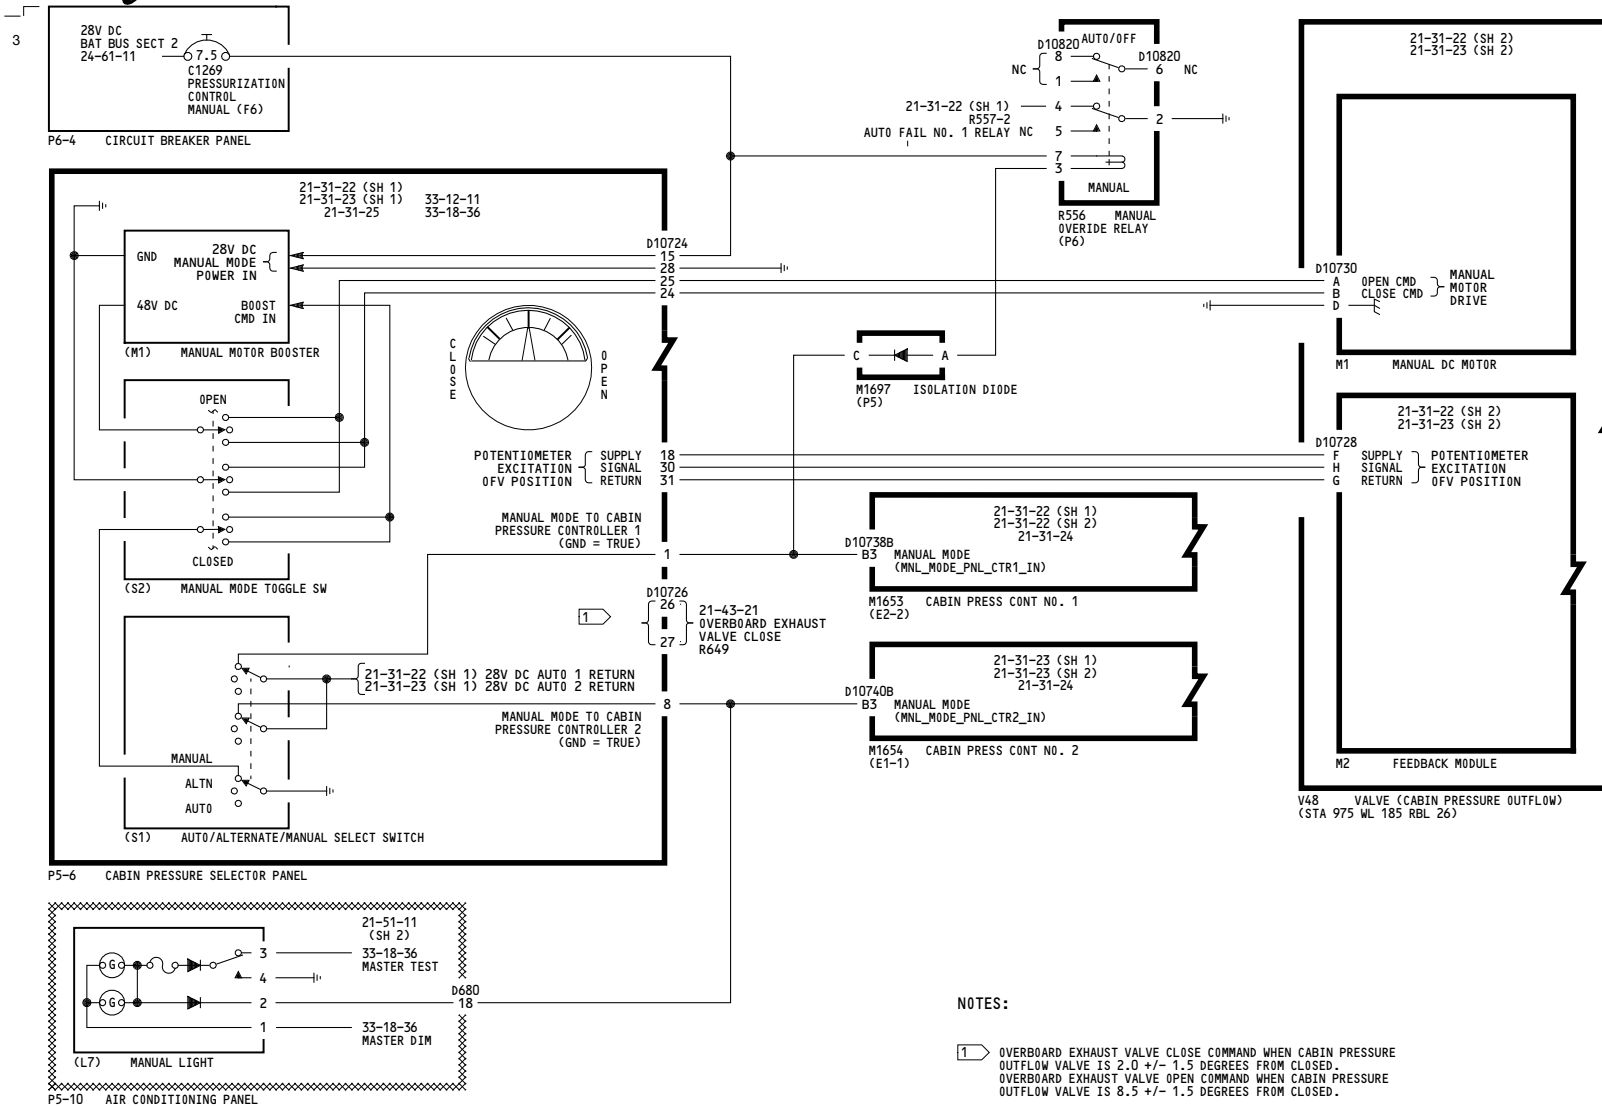 3
28V DC
BAT BUS SECT 2
24-61-11
7.5
C1269
PRESSURIZATION
CONTROL
MANUAL (F6)
P6-4 CIRCUIT BREAKER PANEL
21-31-22 (SH 1)
21-31-23 (SH 1) 33-12-11
21-31-25 33-18-36
GND
28V DC
MANUAL MODE
POWER IN
48V DC
BOOST
CMD IN
(M1) MANUAL MOTOR BOOSTER
OPEN
CLOSED
(S2) MANUAL MODE TOGGLE SW
MANUAL
ALTN
AUTO
(S1) AUTO/ALTERNATE/MANUAL SELECT SWITCH
21-31-22 (SH 1) 28V DC AUTO 1 RETURN
21-31-23 (SH 1) 28V DC AUTO 2 RETURN
CLOSE
OPEN
POTENTIOMETER
EXCITATION
OFV POSITION
SUPPLY
SIGNAL
RETURN
MANUAL MODE TO CABIN
PRESSURE CONTROLLER 1
(GND = TRUE)
MANUAL MODE TO CABIN
PRESSURE CONTROLLER 2
(GND = TRUE)
D10724
15
28
25
24
18
30
31
1
D10726
26
27
8
1
21-43-21
OVERBOARD EXHAUST
VALVE CLOSE
R649
P5-6 CABIN PRESSURE SELECTOR PANEL
D10820
AUTO/OFF
D10820
NC
8
1
6 NC
21-31-22 (SH 1)
R557-2
AUTO FAIL NO. 1 RELAY NC
4
5
2
7
3
MANUAL
R556 MANUAL
OVERIDE RELAY
(P6)
C A
M1697 ISOLATION DIODE
(P5)
21-31-22 (SH 1)
21-31-22 (SH 2)
21-31-24
D10738B
B3 MANUAL MODE
(MNL_MODE_PNL_CTR1_IN)
M1653 CABIN PRESS CONT NO. 1
(E2-2)
21-31-23 (SH 1)
21-31-23 (SH 2)
21-31-24
D10740B
B3 MANUAL MODE
(MNL_MODE_PNL_CTR2_IN)
M1654 CABIN PRESS CONT NO. 2
(E1-1)
21-31-22 (SH 2)
21-31-23 (SH 2)
D10730
A OPEN CMD
B CLOSE CMD
D
MANUAL
MOTOR
DRIVE
M1 MANUAL DC MOTOR
21-31-22 (SH 2)
21-31-23 (SH 2)
D10728
F SUPPLY
H SIGNAL
G RETURN
POTENTIOMETER
EXCITATION
OFV POSITION
M2 FEEDBACK MODULE
V48 VALVE (CABIN PRESSURE OUTFLOW)
(STA 975 WL 185 RBL 26)
21-51-11
(SH 2)
G
G
3
4
2
1
33-18-36
MASTER TEST
33-18-36
MASTER DIM
D680
18
(L7) MANUAL LIGHT
P5-10 AIR CONDITIONING PANEL
NOTES:
1 OVERBOARD EXHAUST VALVE CLOSE COMMAND WHEN CABIN PRESSURE
OUTFLOW VALVE IS 2.0 +/- 1.5 DEGREES FROM CLOSED.
OVERBOARD EXHAUST VALVE OPEN COMMAND WHEN CABIN PRESSURE
OUTFLOW VALVE IS 8.5 +/- 1.5 DEGREES FROM CLOSED.